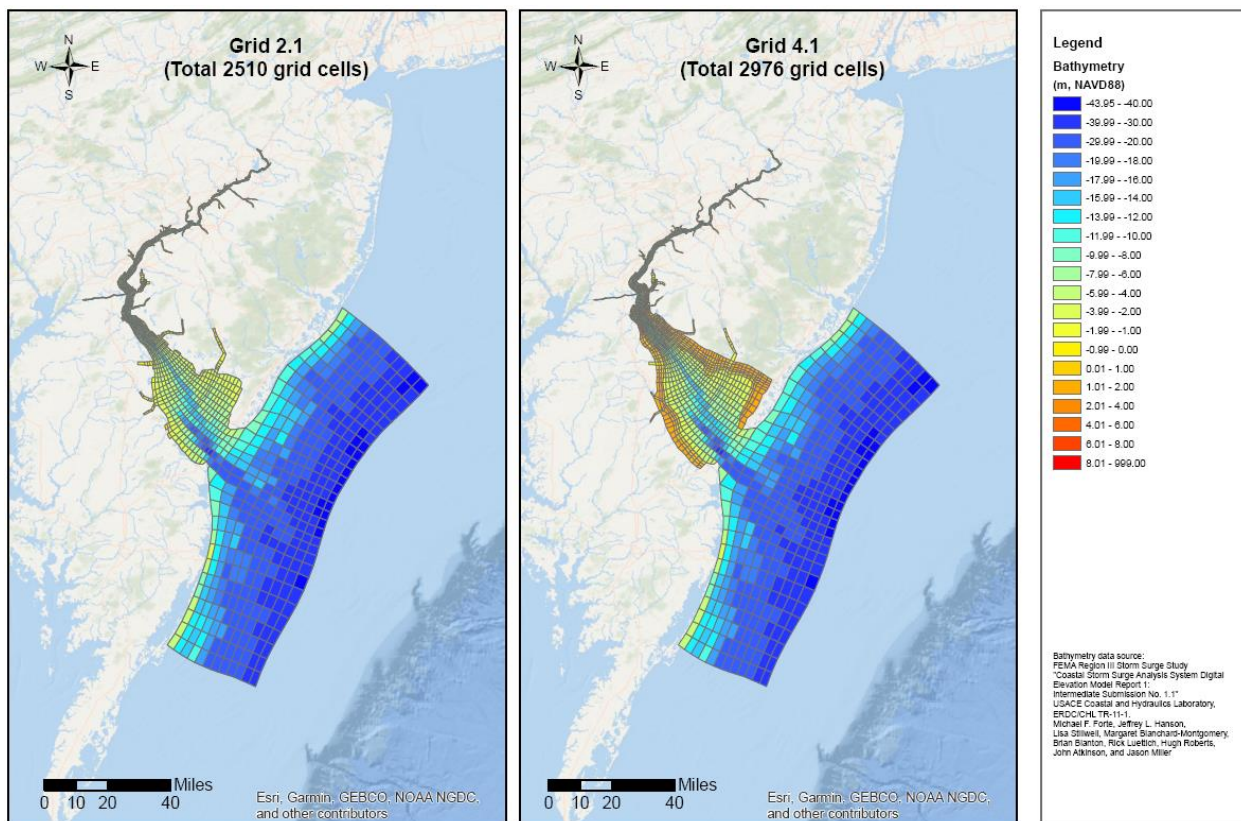 N
W E
S
Grid 2.1
(Total 2510 grid cells)
Miles
0 10 20 40
Esri, Garmin, GEBCO, NOAA NGDC,
and other contributors
N
W E
S
Grid 4.1
(Total 2976 grid cells)
Miles
0 10 20 40
Esri, Garmin, GEBCO, NOAA NGDC,
and other contributors
Legend
Bathymetry
(m, NAVD88)
-43.95 - -40.00
-39.99 - -30.00
-29.99 - -20.00
-19.99 - -18.00
-17.99 - -16.00
-15.99 - -14.00
-13.99 - -12.00
-11.99 - -10.00
-9.99 - -8.00
-7.99 - -6.00
-5.99 - -4.00
-3.99 - -2.00
-1.99 - -1.00
-0.99 - 0.00
0.01 - 1.00
1.01 - 2.00
2.01 - 4.00
4.01 - 6.00
6.01 - 8.00
8.01 - 999.00
Bathymetry data source:
FEMA Region III Storm Surge Study
"Coastal Storm Surge Analysis System Digital
Elevation Model Report 1:
Intermediate Submission No. 1.1"
USACE Coastal and Hydraulics Laboratory,
ERDC/CHL TR-11-1.
Michael F. Forte, Jeffrey L. Hanson,
Lisa Stillwell, Margaret Blanchard-Montgomery,
Brian Blanton, Rick Luettich, Hugh Roberts,
John Atkinson, and Jason Miller